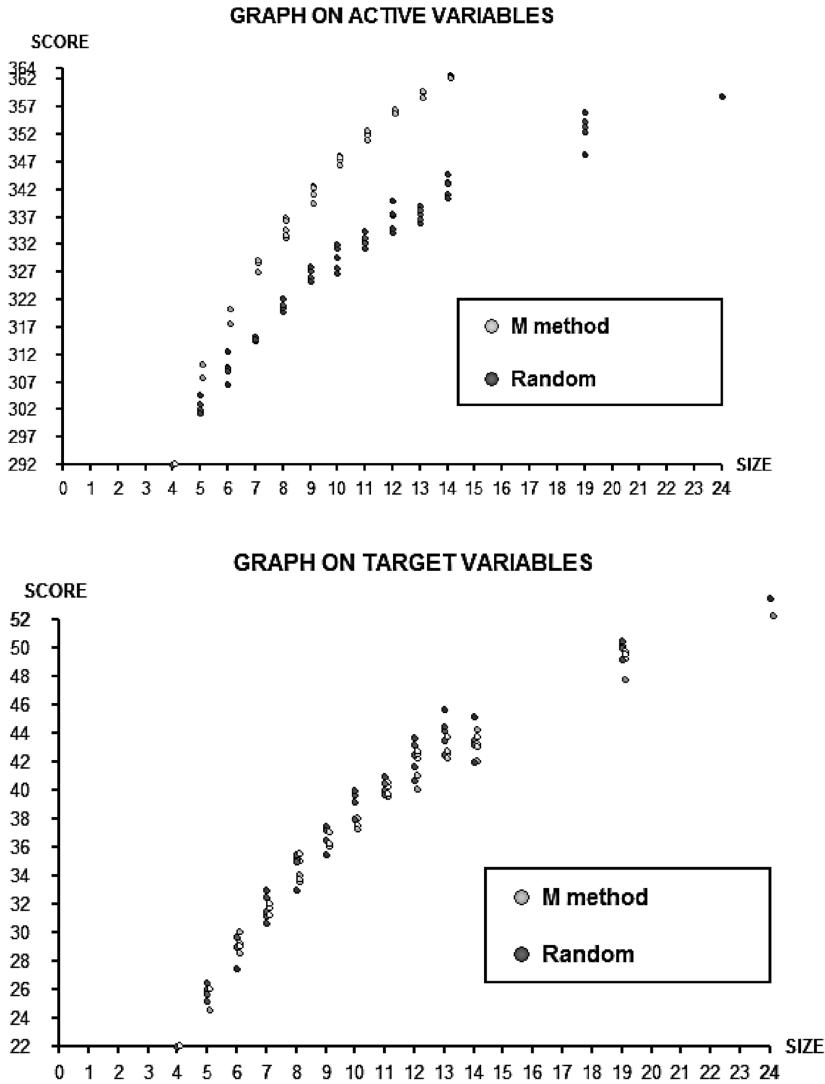 GRAPH ON ACTIVE VARIABLES
SCORE
364
362
357
352
347
342
337
332
327
322
317
312
307
302
297
292
M method
Random
SIZE
0 1 2 3 4 5 6 7 8 9 10 11 12 13 14 15 16 17 18 19 20 21 22 23 24
GRAPH ON TARGET VARIABLES
SCORE
52
50
48
46
44
42
40
38
36
34
32
30
28
26
24
22
M method
Random
SIZE
0 1 2 3 4 5 6 7 8 9 10 11 12 13 14 15 16 17 18 19 20 21 22 23 24